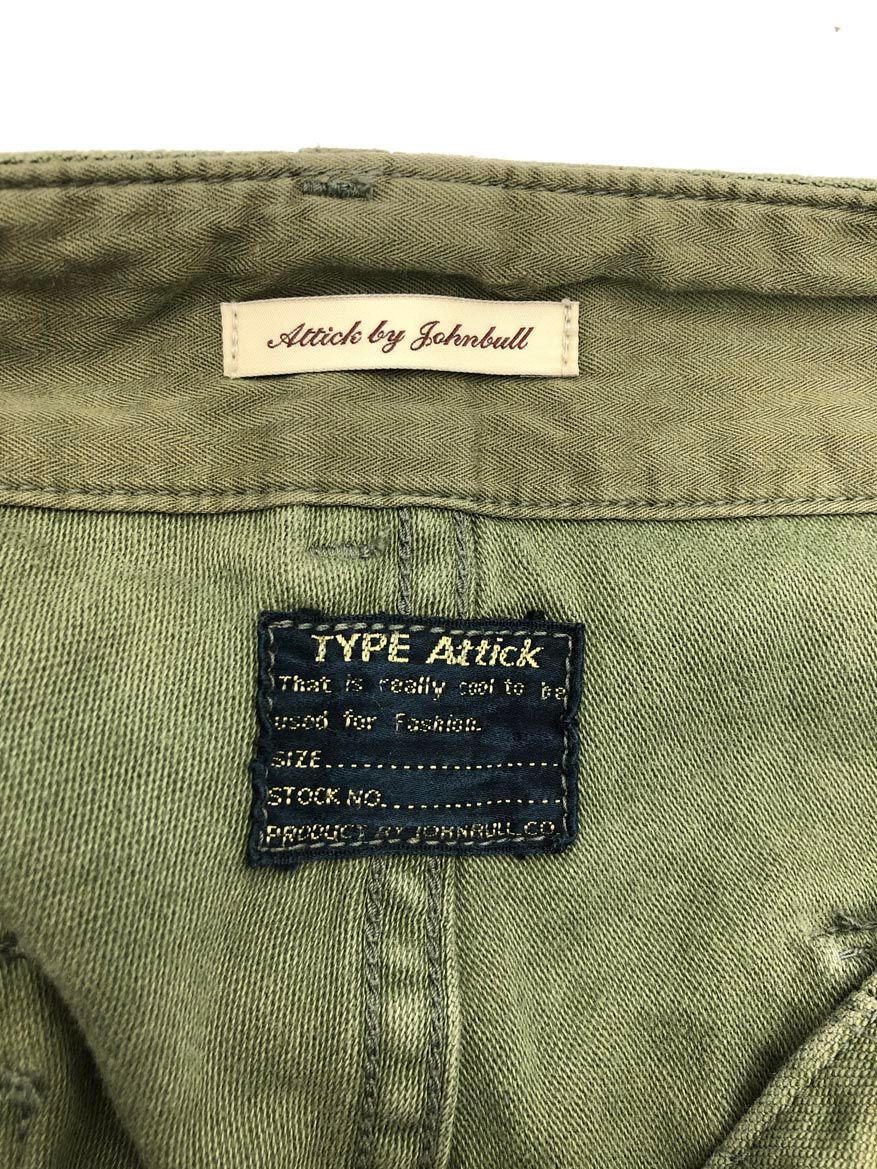 Attick by Johnbull
TYPE Attick
That is really cool to be
used for Fashion.
SIZE......................
STOCK NO..................
PRODUCT BY JOHNBULL CO.